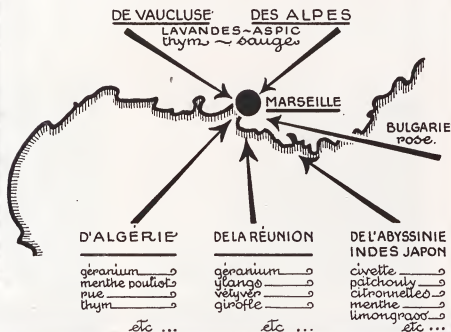 DE VAUCLUSE DES ALPES
LAVANDES~ASPIC
thym ~ sauge
MARSEILLE
BULGARIE
rose.
D'ALGÉRIE
géranium
menthe pouliot
rue
thym
etc ...
DE LA RÉUNION
géranium
ylangs
vétyver
girofle
etc ...
DE L'ABYSSINIE
INDES JAPON
civette
patchouly
citronnelles
menthe
limongrass
etc ...